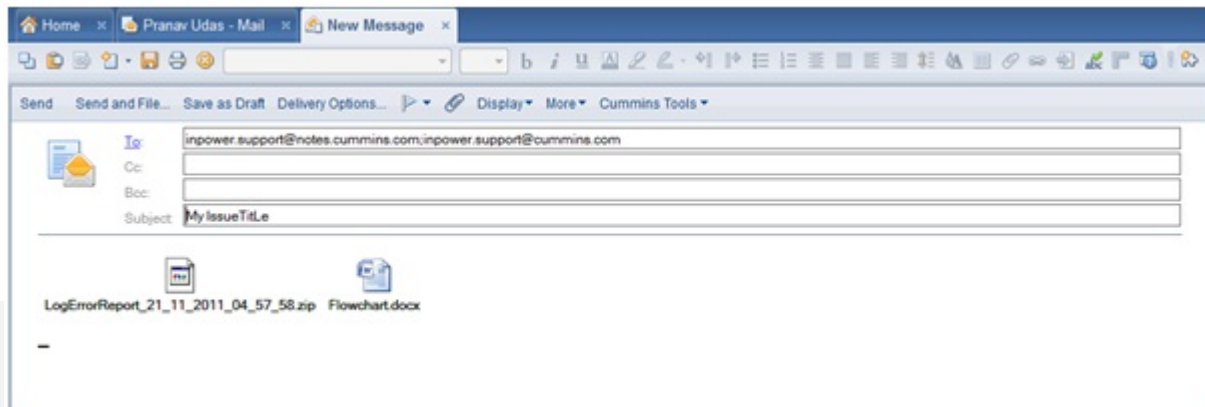 Home Pranav Udas - Mail New Message
b i u A
Send Send and File... Save as Draft Delivery Options... Display More Cummins Tools
To: inpower.support@notes.cummins.com;inpower.support@cummins.com
Cc:
Bcc:
Subject: My IssueTitLe
LogErrorReport_21_11_2011_04_57_58.zip Flowchart.docx